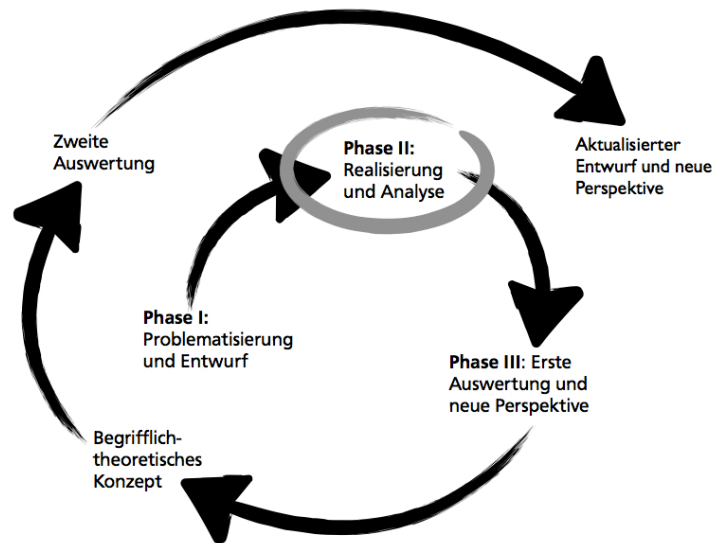 Phase I:
Problematisierung
und Entwurf
Phase II:
Realisierung
und Analyse
Phase III: Erste
Auswertung und
neue Perspektive
Begrifflich-
theoretisches
Konzept
Zweite
Auswertung
Aktualisierter
Entwurf und neue
Perspektive